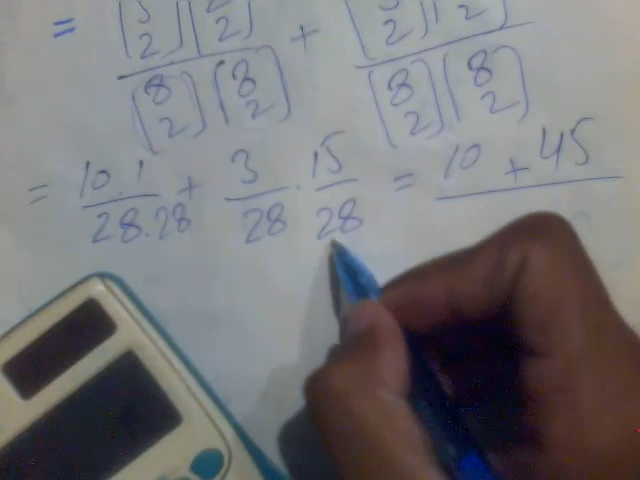 = (5 2)(2 2) / (8 2)(8 2) + (3 2)( 2) / (8 2)(8 2)
= 10.1 / 28.28 + 3 / 28 . 15 / 28 = 10 + 45